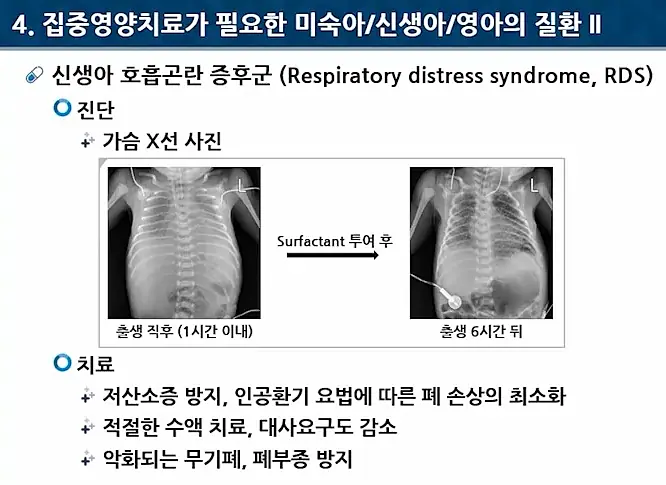 4. 집중영양치료가 필요한 미숙아/신생아/영아의 질환 II
신생아 호흡곤란 증후군 (Respiratory distress syndrome, RDS)
진단
가슴 X선 사진
L
L
Surfactant 투여 후
출생 직후 (1시간 이내)
출생 6시간 뒤
치료
저산소증 방지, 인공환기 요법에 따른 폐 손상의 최소화
적절한 수액 치료, 대사요구도 감소
악화되는 무기폐, 폐부종 방지